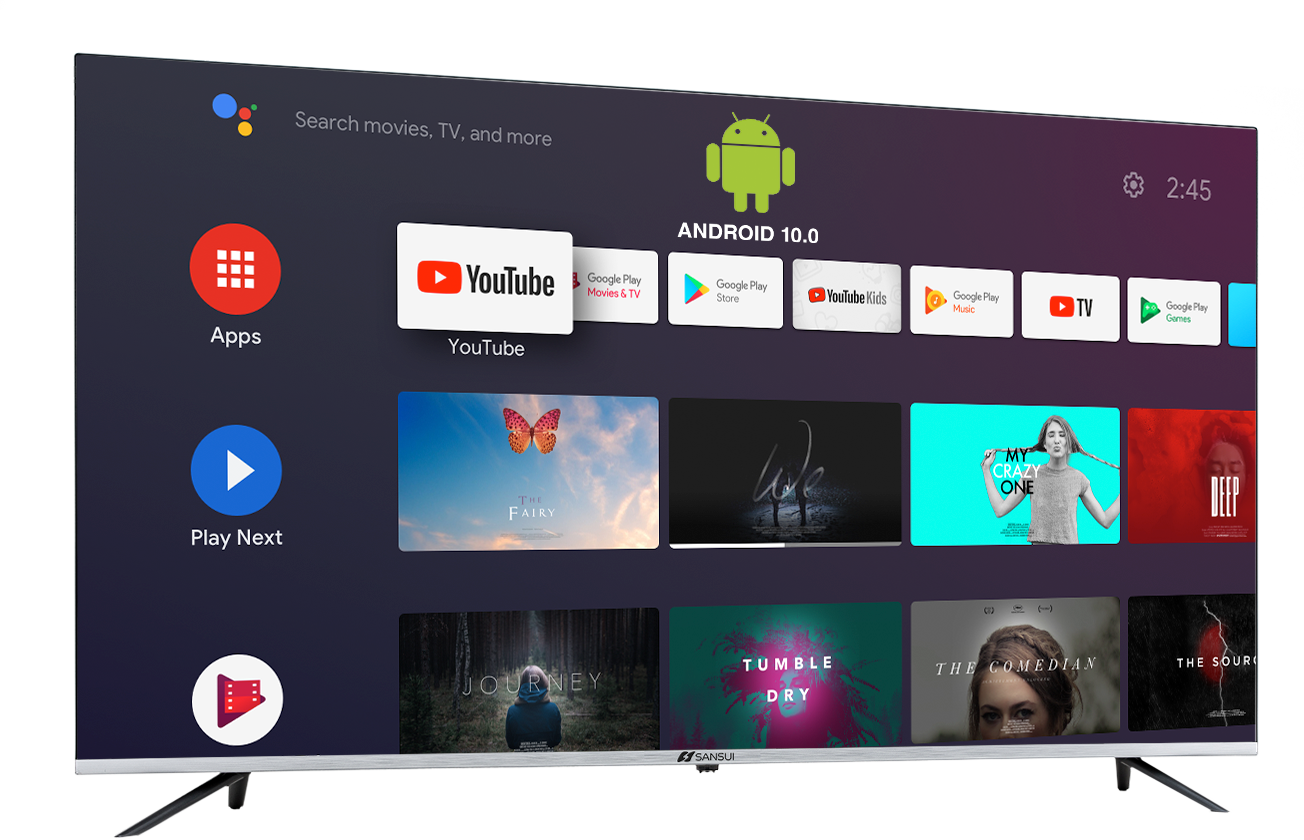 Search movies, TV, and more
ANDROID 10.0
2:45
Apps
YouTube
YouTube
Google Play
Movies & TV
Google Play
Store
YouTube Kids
Google Play
Music
TV
Google Play
Games
Play Next
THE
FAIRY
We
MY
CRAZY
ONE
DEEP
JOURNEY
TUMBLE
DRY
THE COMEDIAN
THE SOURC
SANSUI